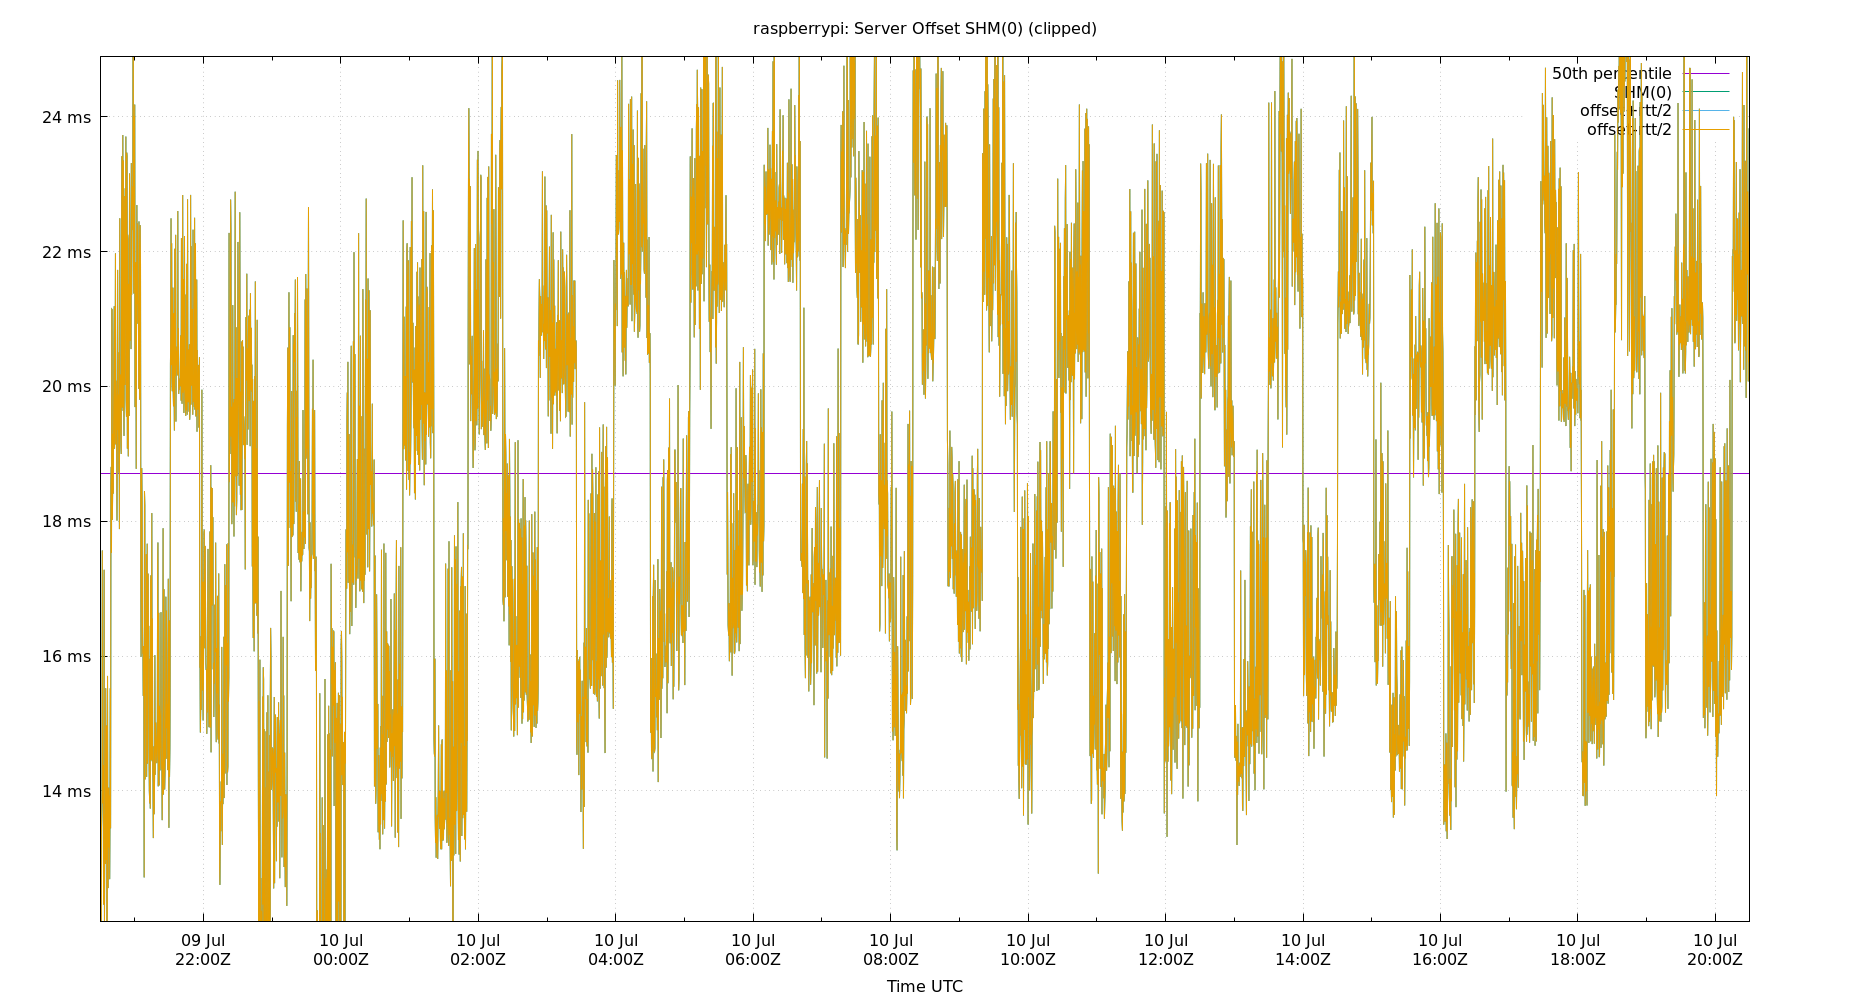 raspberrypi: Server Offset SHM(0) (clipped)
50th percentile
SHM(0)
offset+rtt/2
offset-rtt/2
24 ms
22 ms
20 ms
18 ms
16 ms
14 ms
09 Jul 10 Jul 10 Jul 10 Jul 10 Jul 10 Jul 10 Jul 10 Jul 10 Jul 10 Jul 10 Jul 10 Jul
22:00Z 00:00Z 02:00Z 04:00Z 06:00Z 08:00Z 10:00Z 12:00Z 14:00Z 16:00Z 18:00Z 20:00Z
Time UTC